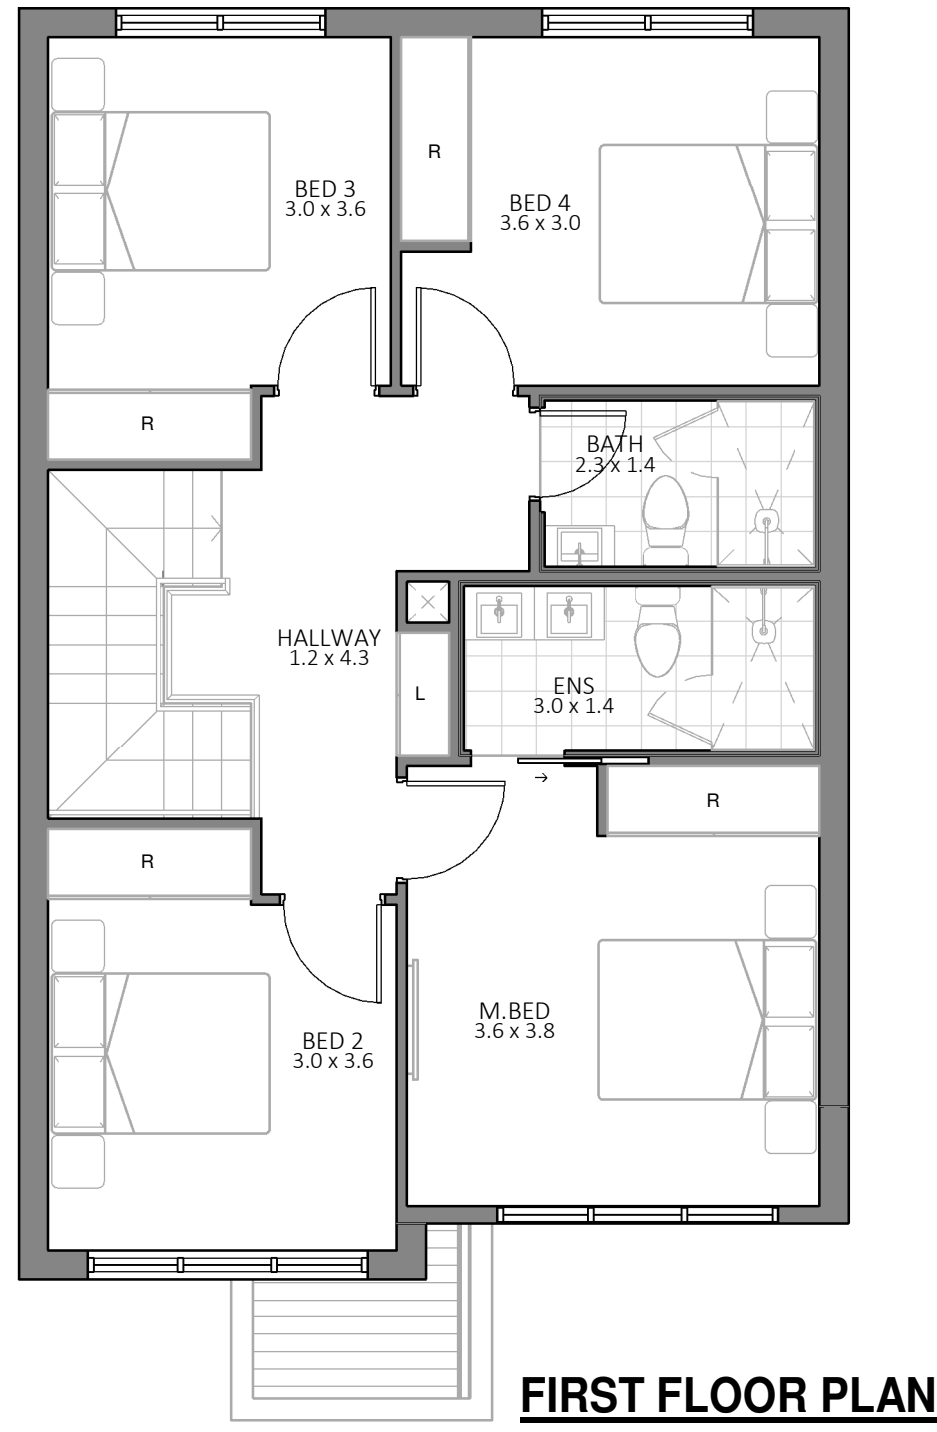 R
BED 3
3.0 x 3.6
BED 4
3.6 x 3.0
R
BATH
2.3 x 1.4
HALLWAY
1.2 x 4.3
L
ENS
3.0 x 1.4
R
R
M.BED
3.6 x 3.8
BED 2
3.0 x 3.6
FIRST FLOOR PLAN